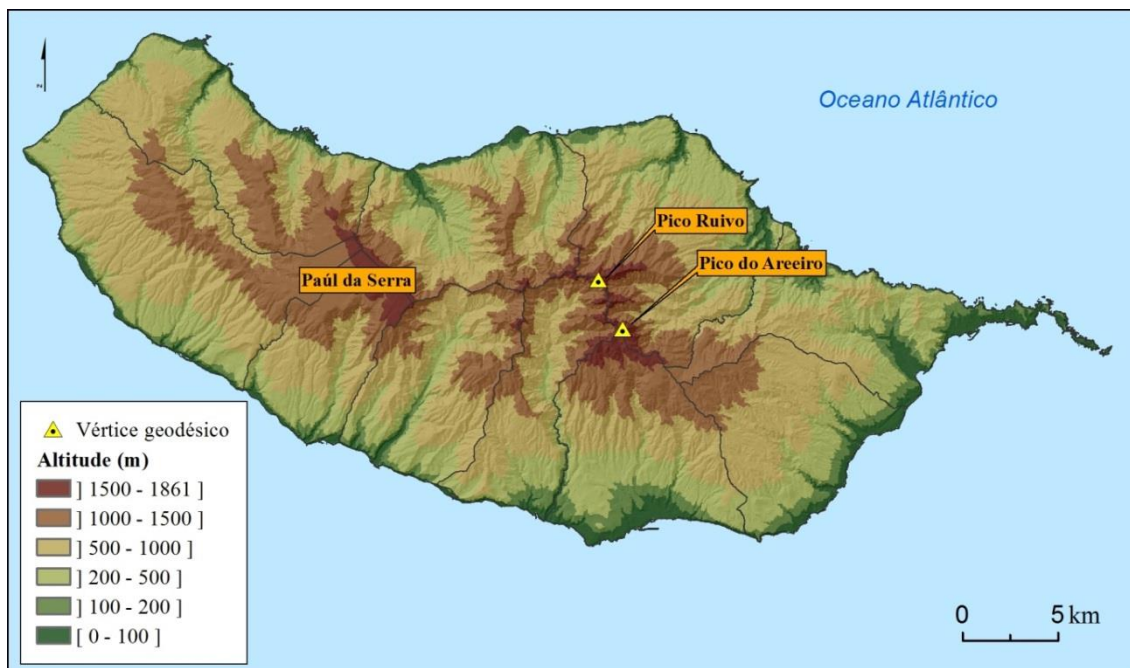 Oceano Atlântico
Pico Ruivo
Pico do Areeiro
Paúl da Serra
Vértice geodésico
Altitude (m)
] 1500 - 1861 ]
] 1000 - 1500 ]
] 500 - 1000 ]
] 200 - 500 ]
] 100 - 200 ]
[ 0 - 100 ]
0 5 km